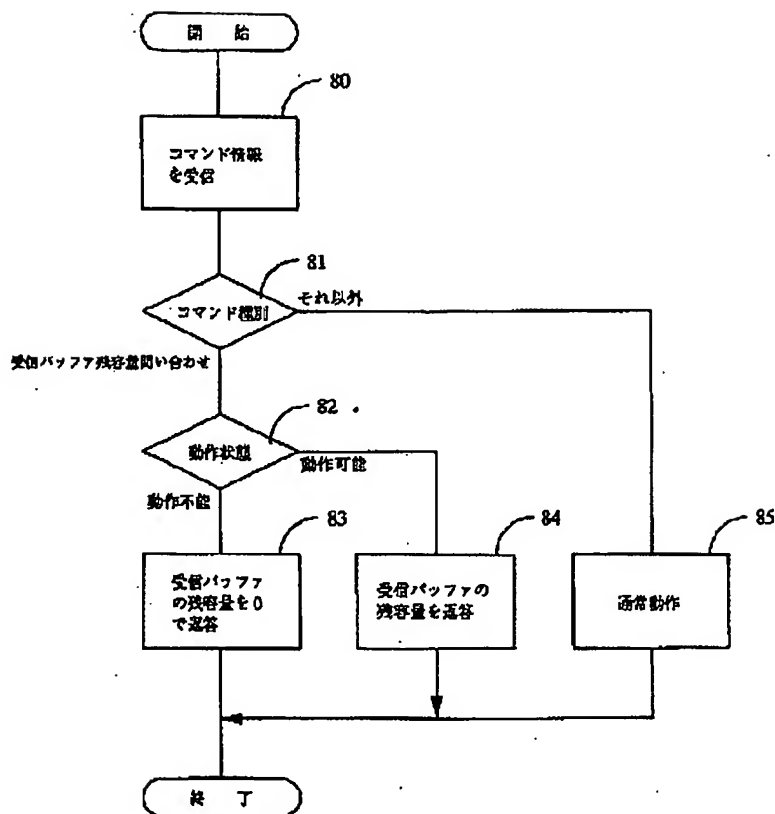 開 始
80
コマンド情報
を受信
81
コマンド種別
それ以外
受信バッファ残容量問い合わせ
82
動作状態
動作可能
動作不能
83
受信バッファ
の残容量を0
で返答
84
受信バッファの
残容量を返答
85
通常動作
終 了